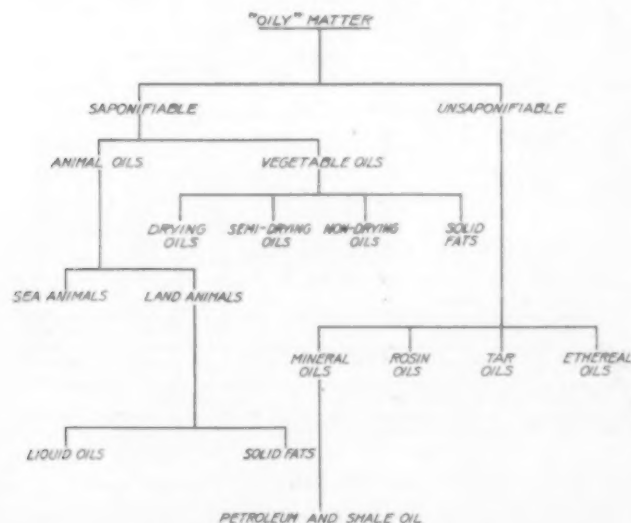 "OILY" MATTER
SAPONIFIABLE
UNSAPONIFIABLE
ANIMAL OILS
VEGETABLE OILS
DRYING
OILS
SEMI-DRYING
OILS
NON-DRYING
OILS
SOLID
FATS
SEA ANIMALS
LAND ANIMALS
MINERAL
OILS
ROSIN
OILS
TAR
OILS
ETHEREAL
OILS
LIQUID OILS
SOLID FATS
PETROLEUM AND SHALE OIL